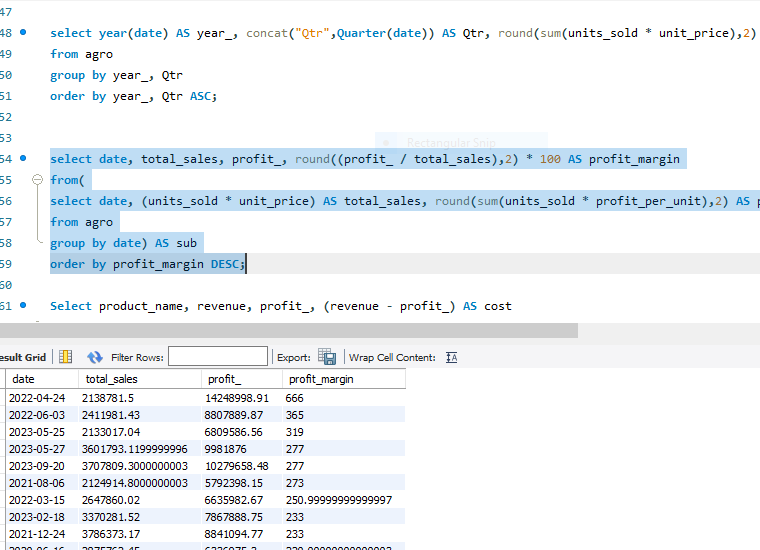 47
48 select year(date) AS year_, concat("Qtr",Quarter(date)) AS Qtr, round(sum(units_sold * unit_price),2)
49 from agro
50 group by year_, Qtr
51 order by year_, Qtr ASC;
52
53
Rectangular Snip
54 select date, total_sales, profit_, round((profit_ / total_sales),2) * 100 AS profit_margin
55 from(
56 select date, (units_sold * unit_price) AS total_sales, round(sum(units_sold * profit_per_unit),2) AS p
57 from agro
58 group by date) AS sub
59 order by profit_margin DESC;
60
61 Select product_name, revenue, profit_, (revenue - profit_) AS cost
esult Grid Filter Rows: Export: Wrap Cell Content:
date total_sales profit_ profit_margin
2022-04-24 2138781.5 14248998.91 666
2022-06-03 2411981.43 8807889.87 365
2023-05-25 2133017.04 6809586.56 319
2023-05-27 3601793.1199999996 9981876 277
2023-09-20 3707809.3000000003 10279658.48 277
2021-08-06 2124914.8000000003 5792398.15 273
2022-03-15 2647860.02 6635982.67 250.99999999999997
2023-02-18 3370281.52 7867888.75 233
2021-12-24 3786373.17 8841094.77 233